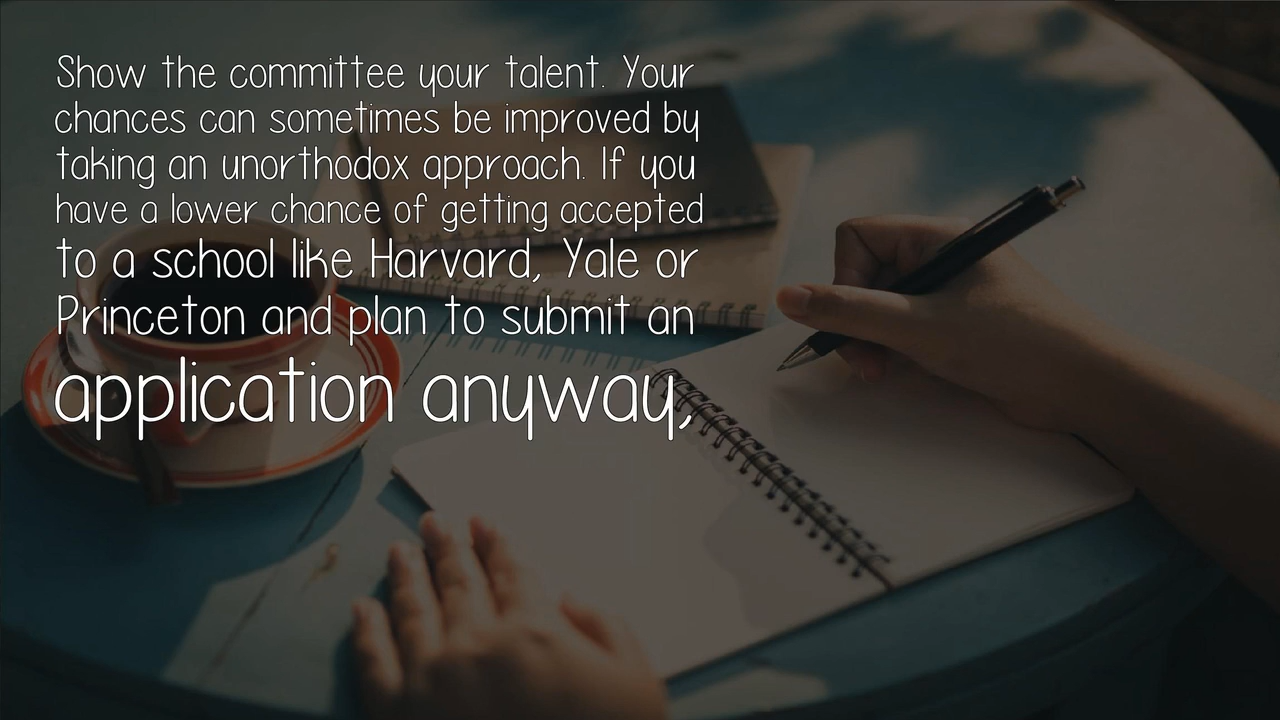 Show the committee your talent. Your
chances can sometimes be improved by
taking an unorthodox approach. If you
have a lower chance of getting accepted
to a school like Harvard, Yale or
Princeton and plan to submit an
application anyway,